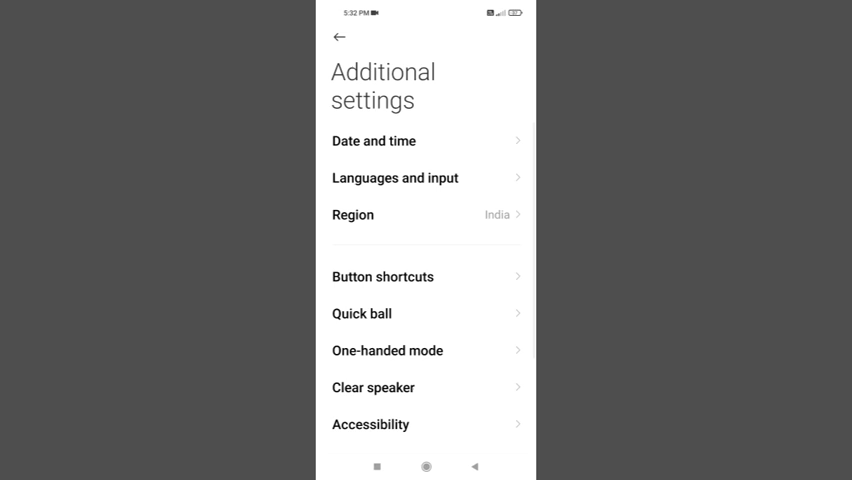 5:32 PM
Additional
settings
Date and time
Languages and input
Region India
Button shortcuts
Quick ball
One-handed mode
Clear speaker
Accessibility